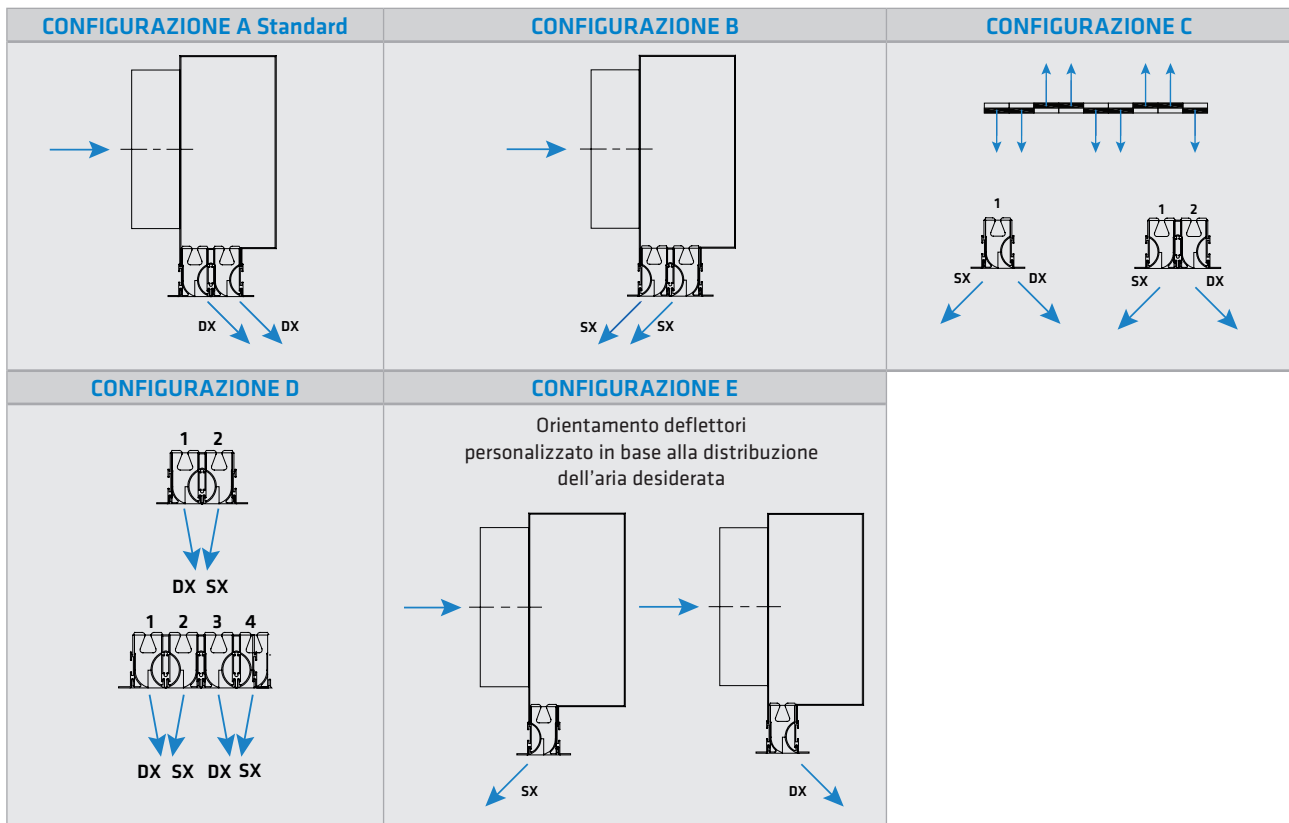 CONFIGURAZIONE A Standard
CONFIGURAZIONE B
CONFIGURAZIONE C
DX DX
SX SX
1
SX DX
1 2
SX DX
CONFIGURAZIONE D
CONFIGURAZIONE E
1 2
DX SX
1 2 3 4
DX SX DX SX
Orientamento deflettori
personalizzato in base alla distribuzione
dell'aria desiderata
SX
DX